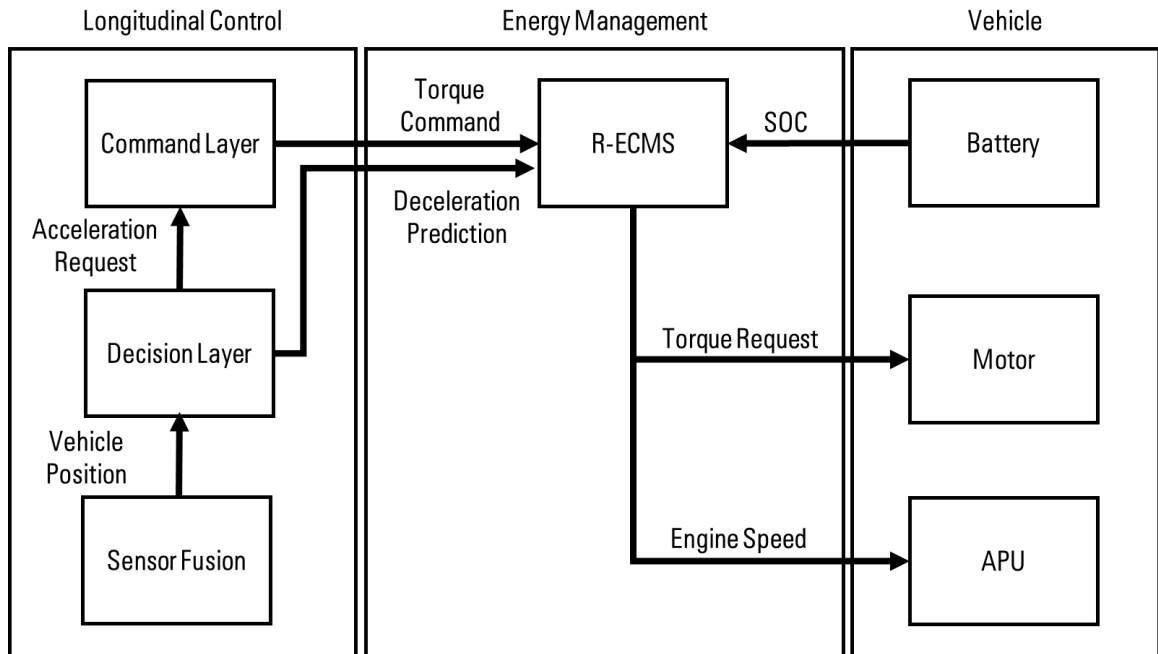 Longitudinal Control
Energy Management
Vehicle
Command Layer
Torque
Command
R-ECMS
SOC
Battery
Deceleration
Prediction
Acceleration
Request
Decision Layer
Torque Request
Motor
Vehicle
Position
Sensor Fusion
Engine Speed
APU